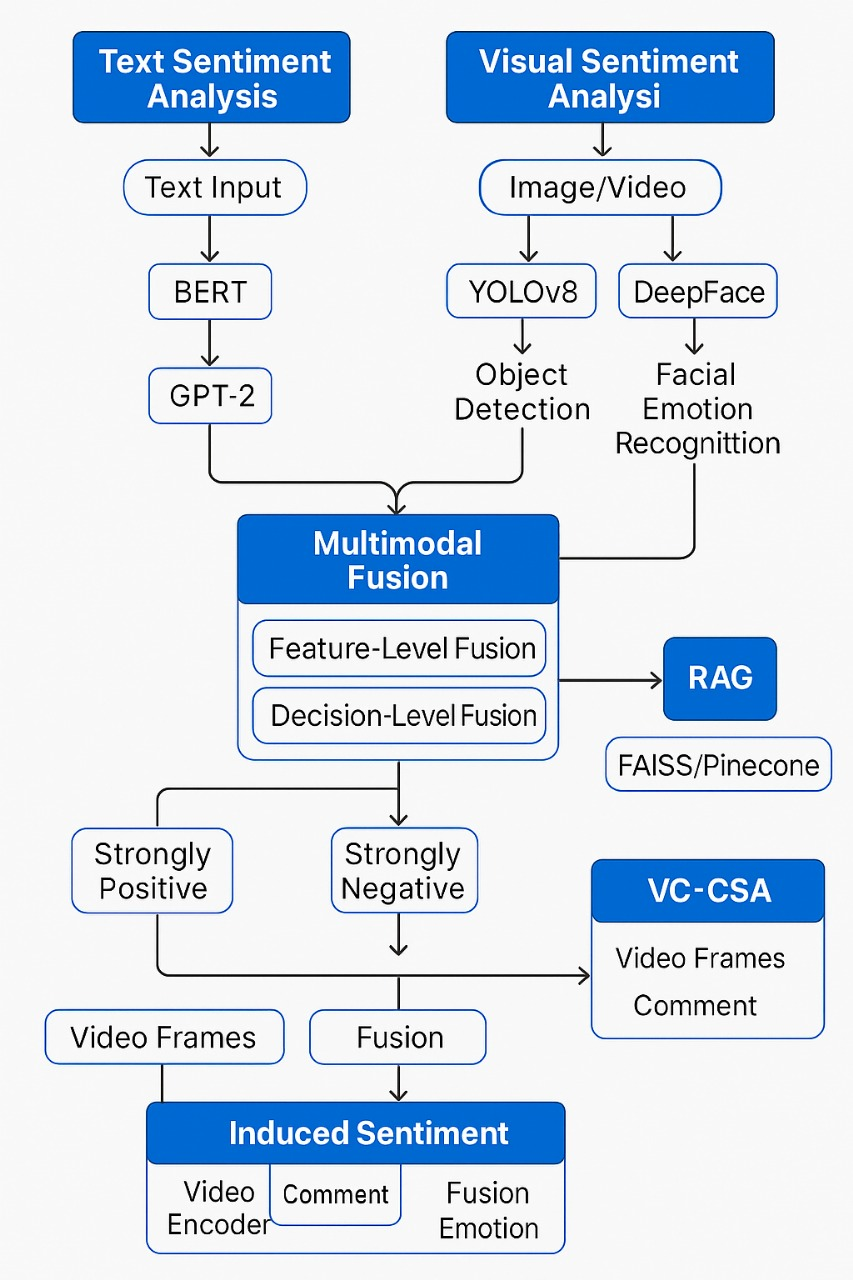 Text Sentiment
Analysis
Visual Sentiment
Analysi
Text Input
Image/Video
BERT
YOLOv8
DeepFace
GPT-2
Object
Detection
Facial
Emotion
Recognittion
Multimodal
Fusion
Feature-Level Fusion
Decision-Level Fusion
RAG
FAISS/Pinecone
Strongly
Positive
Strongly
Negative
VC-CSA
Video Frames
Comment
Video Frames
Fusion
Induced Sentiment
Video
Encoder
Comment
Fusion
Emotion